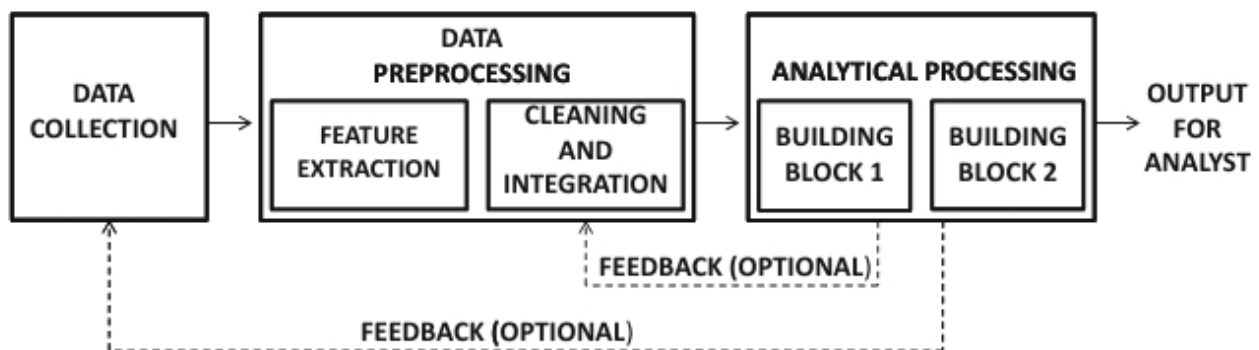 DATA
COLLECTION
DATA
PREPROCESSING
FEATURE
EXTRACTION
CLEANING
AND
INTEGRATION
ANALYTICAL PROCESSING
BUILDING
BLOCK 1
BUILDING
BLOCK 2
OUTPUT
FOR
ANALYST
FEEDBACK (OPTIONAL)
FEEDBACK (OPTIONAL)